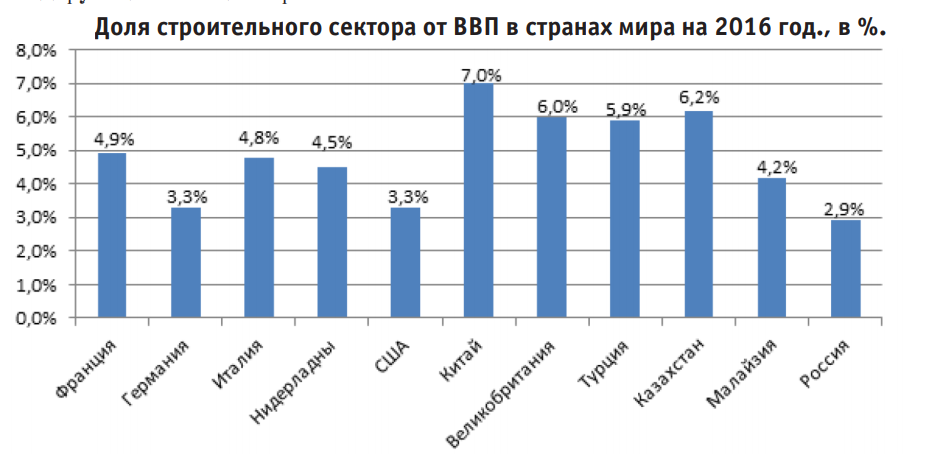 Доля строительного сектора от ВВП в странах мира на 2016 год., в %.
8,0%
7,0%
6,0%
5,0%
4,0%
3,0%
2,0%
1,0%
0,0%
4,9%
3,3%
4,8%
4,5%
3,3%
7,0%
6,0%
5,9%
6,2%
4,2%
2,9%
Франция
Германия
Италия
Нидерладны
США
Китай
Великобритания
Турция
Казахстан
Малайзия
Россия